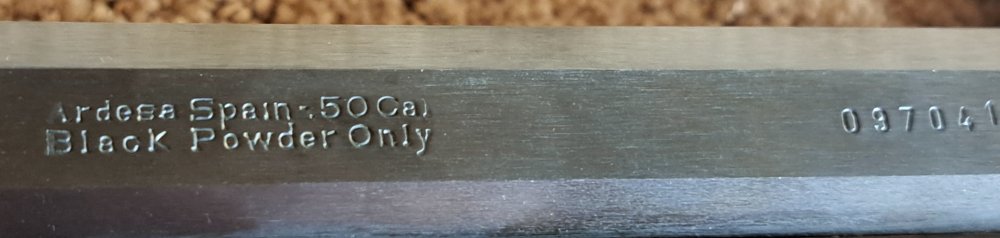 Ardesa Spain-.50 Cal
Black Powder Only
097041